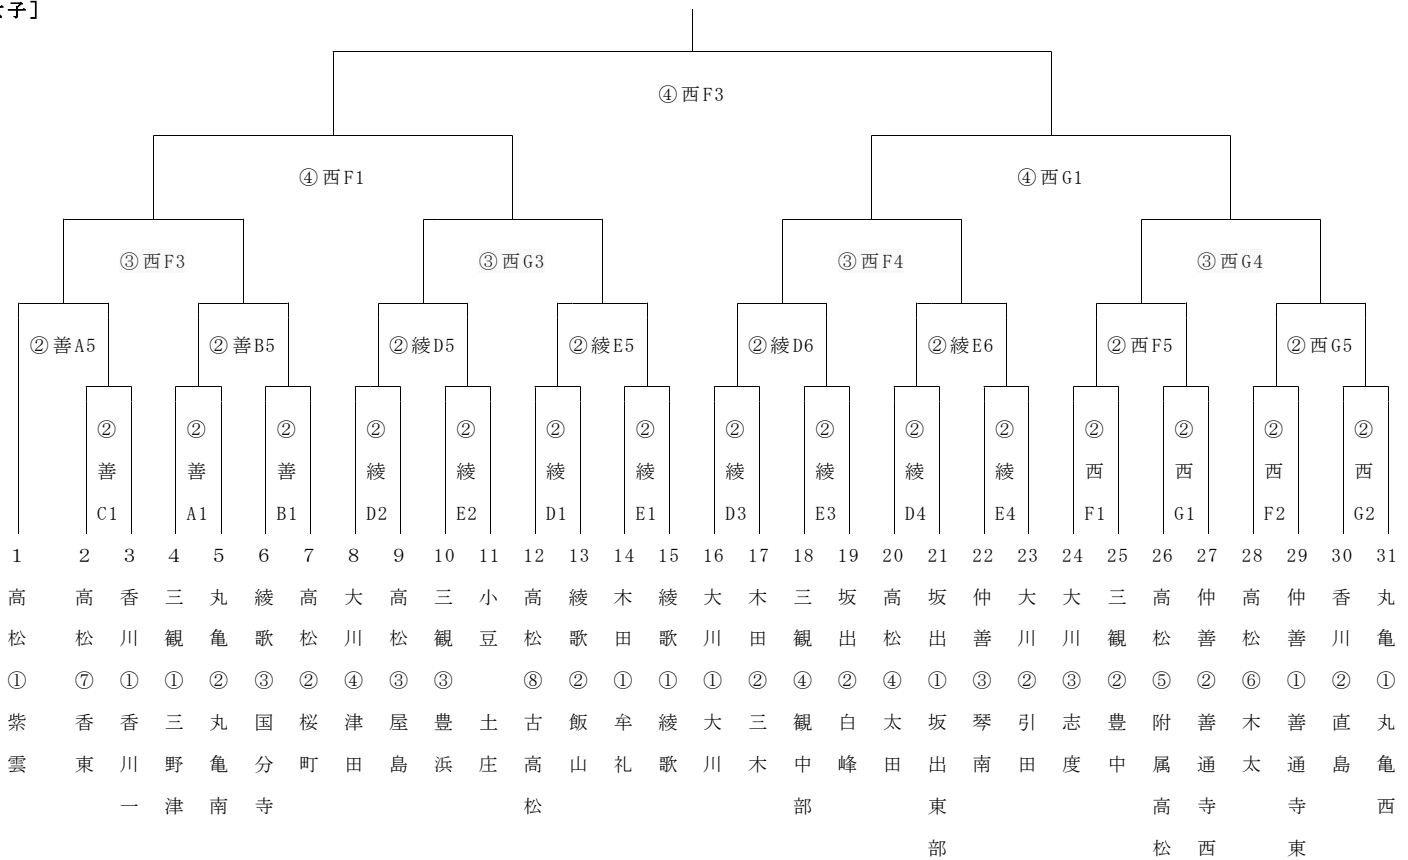 子］
④西F3
④西F1 ④西G1
③西F3 ③西G3 ③西F4 ③西G4
②善A5 ②善B5 ②綾D5 ②綾E5 ②綾D6 ②綾E6 ②西F5 ②西G5
②善C1 ②善A1 ②善B1 ②綾D2 ②綾E2 ②綾D1 ②綾E1 ②綾D3 ②綾E3 ②綾D4 ②綾E4 ②西F1 ②西G1 ②西F2 ②西G2
1 高松①紫雲
2 高松⑦香東
3 香川①香川一
4 三観①三野津
5 丸亀②丸亀南
6 綾歌③国分寺
7 高松②桜町
8 大川④津田
9 高松③屋島
10 三観③豊浜
11 小豆 土庄
12 高松⑧古高松
13 綾歌②飯山
14 木田①牟礼
15 綾歌①綾歌
16 大川①大川
17 木田②三木
18 三観④観中部
19 坂出②白峰
20 高松④太田
21 坂出①坂出東部
22 仲善③琴南
23 大川②引田
24 大川③志度
25 三観②豊中
26 高松⑤附属高松
27 仲善②善通寺西
28 高松⑥木太
29 仲善①善通寺東
30 香川②直島
31 丸亀①丸亀西